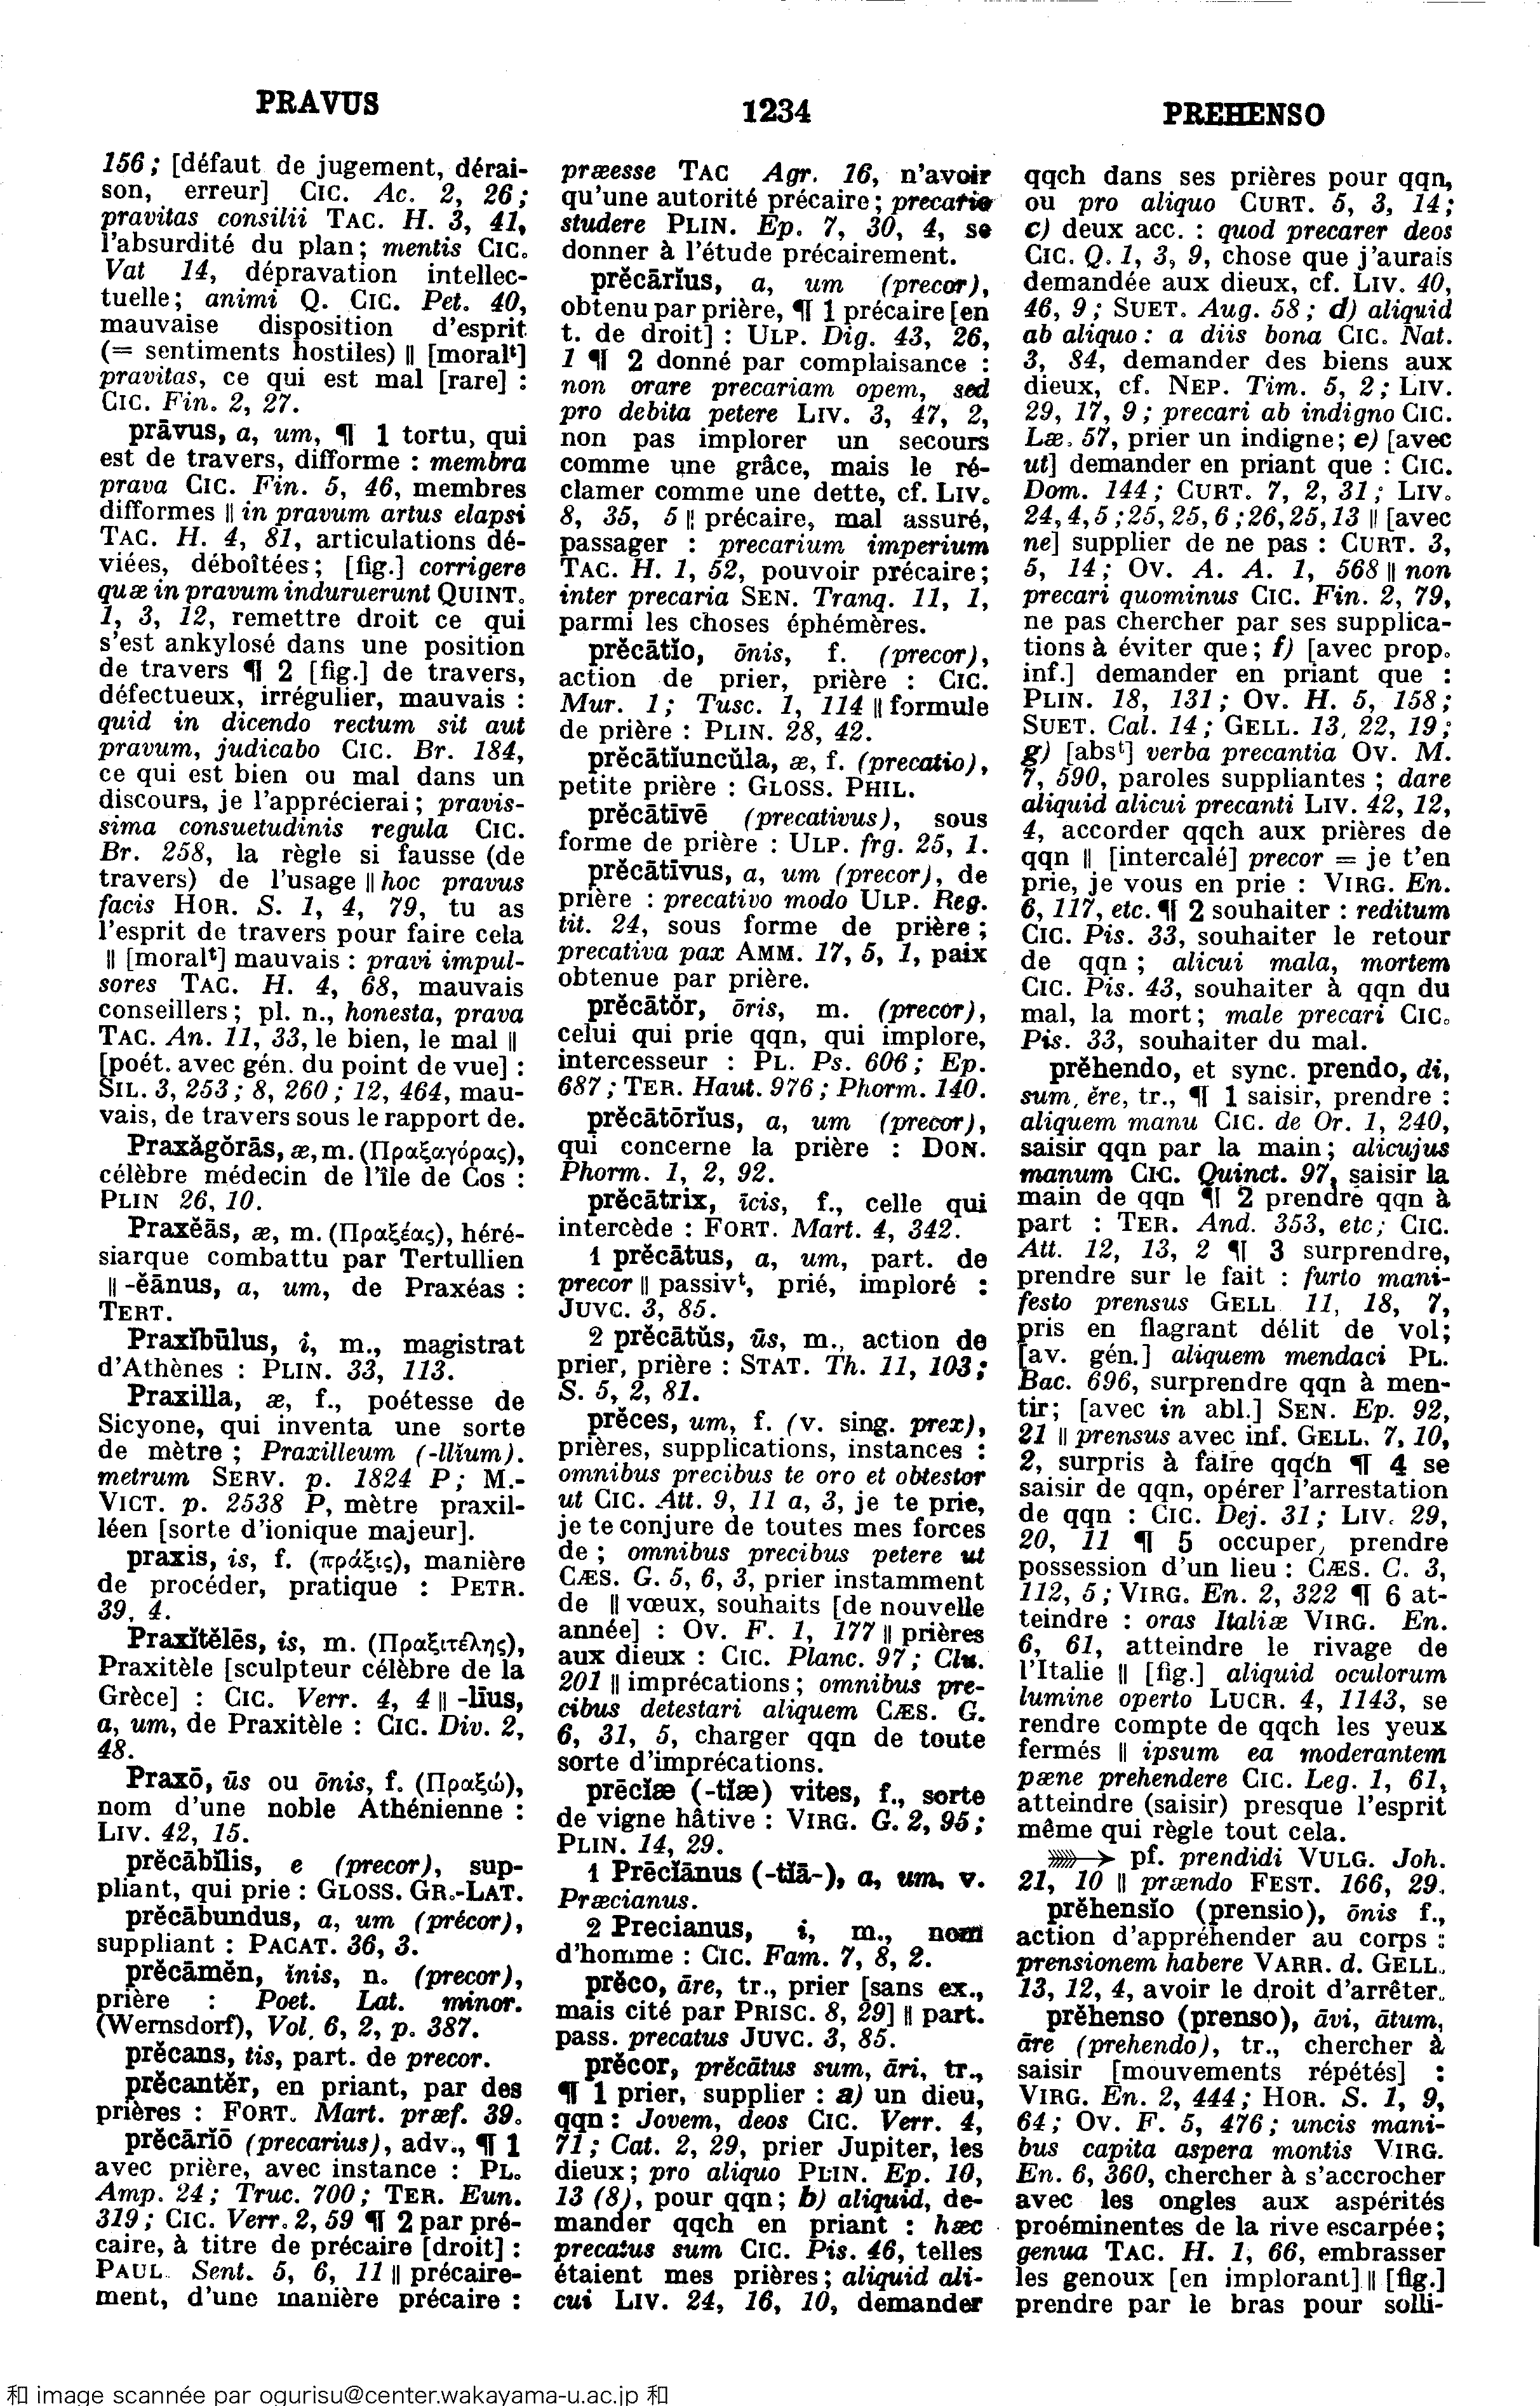 PRAVUS
1234
PREHENSO
156 ; [défaut de jugement, dérai-
son, erreur] CIC. Ac. 2, 26 ;
pravitas consilii TAC. H. 3, 41,
l'absurdité du plan ; mentis CIC.
Vat 14, dépravation intellec-
tuelle ; animi Q. CIC. Pet. 40,
mauvaise disposition d'esprit
(= sentiments hostiles) || [moralᵗ]
pravitas, ce qui est mal [rare] :
CIC. Fin. 2, 27.
prāvus, a, um, ¶ 1 tortu, qui
est de travers, difforme : membra
prava CIC. Fin. 5, 46, membres
difformes || in pravum artus elapsi
TAC. H. 4, 81, articulations dé-
viées, déboîtées ; [fig.] corrigere
quæ in pravum induruerunt QUINT.
1, 3, 12, remettre droit ce qui
s'est ankylosé dans une position
de travers ¶ 2 [fig.] de travers,
défectueux, irrégulier, mauvais :
quid in dicendo rectum sit aut
pravum, judicabo CIC. Br. 184,
ce qui est bien ou mal dans un
discours, je l'apprécierai ; pravis-
sima consuetudinis regula CIC.
Br. 258, la règle si fausse (de
travers) de l'usage || hoc pravus
facis HOR. S. 1, 4, 79, tu as
l'esprit de travers pour faire cela
|| [moralᵗ] mauvais : pravi impul-
sores TAC. H. 4, 68, mauvais
conseillers ; pl. n., honesta, prava
TAC. An. 11, 33, le bien, le mal ||
[poét. avec gén. du point de vue] :
SIL. 3, 253 ; 8, 260 ; 12, 464, mau-
vais, de travers sous le rapport de.
Praxăgŏrās, æ, m. (Πραξαγόρας),
célèbre médecin de l'île de Cos :
PLIN 26, 10.
Praxĕās, æ, m. (Πραξέας), héré-
siarque combattu par Tertullien
|| -ĕānus, a, um, de Praxéas :
TERT.
Praxĭbūlus, i, m., magistrat
d'Athènes : PLIN. 33, 113.
Praxilla, æ, f., poétesse de
Sicyone, qui inventa une sorte
de mètre ; Praxilleum (-llium).
metrum SERV. p. 1824 P ; M.-
VICT. p. 2538 P, mètre praxil-
léen [sorte d'ionique majeur].
praxis, is, f. (πράξις), manière
de procéder, pratique : PETR.
39, 4.
Praxĭtĕlēs, is, m. (Πραξιτέλης),
Praxitèle [sculpteur célèbre de la
Grèce] : CIC. Verr. 4, 4 || -līus,
a, um, de Praxitèle : CIC. Div. 2,
48.
Praxō, ūs ou ōnis, f. (Πραξώ),
nom d'une noble Athénienne :
LIV. 42, 15.
prĕcābĭlis, e (precor), sup-
pliant, qui prie : GLOSS. GR.-LAT.
prĕcābundus, a, um (précor),
suppliant : PACAT. 36, 3.
prĕcāmĕn, ĭnis, n. (precor),
prière : Poet. Lat. minor.
(Wernsdorf), Vol. 6, 2, p. 387.
prĕcans, tis, part. de precor.
prĕcantĕr, en priant, par des
prières : FORT. Mart. præf. 39.
prĕcārĭō (precarius), adv., ¶ 1
avec prière, avec instance : PL.
Amp. 24 ; Truc. 700 ; TER. Eun.
319 ; CIC. Verr. 2, 59 ¶ 2 par pré-
caire, à titre de précaire [droit] :
PAUL. Sent. 5, 6, 11 || précaire-
ment, d'une manière précaire :
præesse TAC Agr. 16, n'avoir
qu'une autorité précaire ; precario
studere PLIN. Ep. 7, 30, 4, se
donner à l'étude précairement.
prĕcārĭus, a, um (precor),
obtenu par prière, ¶ 1 précaire [en
t. de droit] : ULP. Dig. 43, 26,
1 ¶ 2 donné par complaisance :
non orare precariam opem, sed
pro debita petere LIV. 3, 47, 2,
non pas implorer un secours
comme une grâce, mais le ré-
clamer comme une dette, cf. LIV.
8, 35, 5 || précaire, mal assuré,
passager : precarium imperium
TAC. H. 1, 52, pouvoir précaire ;
inter precaria SEN. Tranq. 11, 1,
parmi les choses éphémères.
prĕcātĭo, ōnis, f. (precor),
action de prier, prière : CIC.
Mur. 1 ; Tusc. 1, 114 || formule
de prière : PLIN. 28, 42.
prĕcātĭuncŭla, æ, f. (precatio),
petite prière : GLOSS. PHIL.
prĕcātīvē (precativus), sous
forme de prière : ULP. frg. 25, 1.
prĕcātīvus, a, um (precor), de
prière : precativo modo ULP. Reg.
tit. 24, sous forme de prière ;
precativa pax AMM. 17, 5, 1, paix
obtenue par prière.
prĕcātŏr, ōris, m. (precor),
celui qui prie qqn, qui implore,
intercesseur : PL. Ps. 606 ; Ep.
687 ; TER. Haut. 976 ; Phorm. 140.
prĕcātōrĭus, a, um (precor),
qui concerne la prière : DON.
Phorm. 1, 2, 92.
prĕcātrix, īcis, f., celle qui
intercède : FORT. Mart. 4, 342.
1 prĕcātus, a, um, part. de
precor || passivᵗ, prié, imploré :
JUVC. 3, 85.
2 prĕcātŭs, ūs, m., action de
prier, prière : STAT. Th. 11, 103 ;
S. 5, 2, 81.
prĕces, um, f. (v. sing. prex),
prières, supplications, instances :
omnibus precibus te oro et obtestor
ut CIC. Att. 9, 11 a, 3, je te prie,
je te conjure de toutes mes forces
de ; omnibus precibus petere ut
CÆS. G. 5, 6, 3, prier instamment
de || vœux, souhaits [de nouvelle
année] : OV. F. 1, 177 || prières
aux dieux : CIC. Planc. 97 ; Clu.
201 || imprécations ; omnibus pre-
cibus detestari aliquem CÆS. G.
6, 31, 5, charger qqn de toute
sorte d'imprécations.
prēcĭæ (-tĭæ) vites, f., sorte
de vigne hâtive : VIRG. G. 2, 95 ;
PLIN. 14, 29.
1 Prēcĭānus (-tĭā-), a, um, v.
Præcianus.
2 Precianus, i, m., nom
d'homme : CIC. Fam. 7, 8, 2.
prĕco, āre, tr., prier [sans ex.,
mais cité par PRISC. 8, 29] || part.
pass. precatus JUVC. 3, 85.
prĕcor, prĕcātus sum, āri, tr.,
¶ 1 prier, supplier : a) un dieu,
qqn : Jovem, deos CIC. Verr. 4,
71 ; Cat. 2, 29, prier Jupiter, les
dieux ; pro aliquo PLIN. Ep. 10,
13 (8), pour qqn ; b) aliquid, de-
mander qqch en priant : hæc
precatus sum CIC. Pis. 46, telles
étaient mes prières ; aliquid ali-
cui LIV. 24, 16, 10, demander
qqch dans ses prières pour qqn,
ou pro aliquo CURT. 5, 3, 14 ;
c) deux acc. : quod precarer deos
CIC. Q. 1, 3, 9, chose que j'aurais
demandée aux dieux, cf. LIV. 40,
46, 9 ; SUET. Aug. 58 ; d) aliquid
ab aliquo : a diis bona CIC. Nat.
3, 84, demander des biens aux
dieux, cf. NEP. Tim. 5, 2 ; LIV.
29, 17, 9 ; precari ab indigno CIC.
Læ. 57, prier un indigne ; e) [avec
ut] demander en priant que : CIC.
Dom. 144 ; CURT. 7, 2, 31 ; LIV.
24, 4, 5 ; 25, 25, 6 ; 26, 25, 13 || [avec
ne] supplier de ne pas : CURT. 3,
5, 14 ; OV. A. A. 1, 568 || non
precari quominus CIC. Fin. 2, 79,
ne pas chercher par ses supplica-
tions à éviter que ; f) [avec prop.
inf.] demander en priant que :
PLIN. 18, 131 ; OV. H. 5, 158 ;
SUET. Cal. 14 ; GELL. 13, 22, 19 ;
g) [absᵗ] verba precantia OV. M.
7, 590, paroles suppliantes ; dare
aliquid alicui precanti LIV. 42, 12,
4, accorder qqch aux prières de
qqn || [intercalé] precor = je t'en
prie, je vous en prie : VIRG. En.
6, 117, etc. ¶ 2 souhaiter : reditum
CIC. Pis. 33, souhaiter le retour
de qqn ; alicui mala, mortem
CIC. Pis. 43, souhaiter à qqn du
mal, la mort ; male precari CIC.
Pis. 33, souhaiter du mal.
prĕhendo, et sync. prendo, di,
sum, ĕre, tr., ¶ 1 saisir, prendre :
aliquem manu CIC. de Or. 1, 240,
saisir qqn par la main ; alicujus
manum CIC. Quinct. 97, saisir la
main de qqn ¶ 2 prendre qqn à
part : TER. And. 353, etc ; CIC.
Att. 12, 13, 2 ¶ 3 surprendre,
prendre sur le fait : furto mani-
festo prensus GELL 11, 18, 7,
pris en flagrant délit de vol ;
[av. gén.] aliquem mendaci PL.
Bac. 696, surprendre qqn à men-
tir ; [avec in abl.] SEN. Ep. 92,
21 || prensus avec inf. GELL. 7, 10,
2, surpris à faire qqch ¶ 4 se
saisir de qqn, opérer l'arrestation
de qqn : CIC. Dej. 31 ; LIV. 29,
20, 11 ¶ 5 occuper, prendre
possession d'un lieu : CÆS. C. 3,
112, 5 ; VIRG. En. 2, 322 ¶ 6 at-
teindre : oras Italiæ VIRG. En.
6, 61, atteindre le rivage de
l'Italie || [fig.] aliquid oculorum
lumine operto LUCR. 4, 1143, se
rendre compte de qqch les yeux
fermés || ipsum ea moderantem
pæne prehendere CIC. Leg. 1, 61,
atteindre (saisir) presque l'esprit
même qui règle tout cela.
pf. prendidi VULG. Joh.
21, 10 || prændo FEST. 166, 29.
prĕhensĭo (prensio), ōnis f.,
action d'appréhender au corps :
prensionem habere VARR. d. GELL.
13, 12, 4, avoir le droit d'arrêter.
prĕhenso (prenso), āvi, ātum,
āre (prehendo), tr., chercher à
saisir [mouvements répétés] :
VIRG. En. 2, 444 ; HOR. S. 1, 9,
64 ; OV. F. 5, 476 ; uncis mani-
bus capita aspera montis VIRG.
En. 6, 360, chercher à s'accrocher
avec les ongles aux aspérités
proéminentes de la rive escarpée ;
genua TAC. H. 1, 66, embrasser
les genoux [en implorant] || [fig.]
prendre par le bras pour solli-
和 image scannée par ogurisu@center.wakayama-u.ac.jp 和